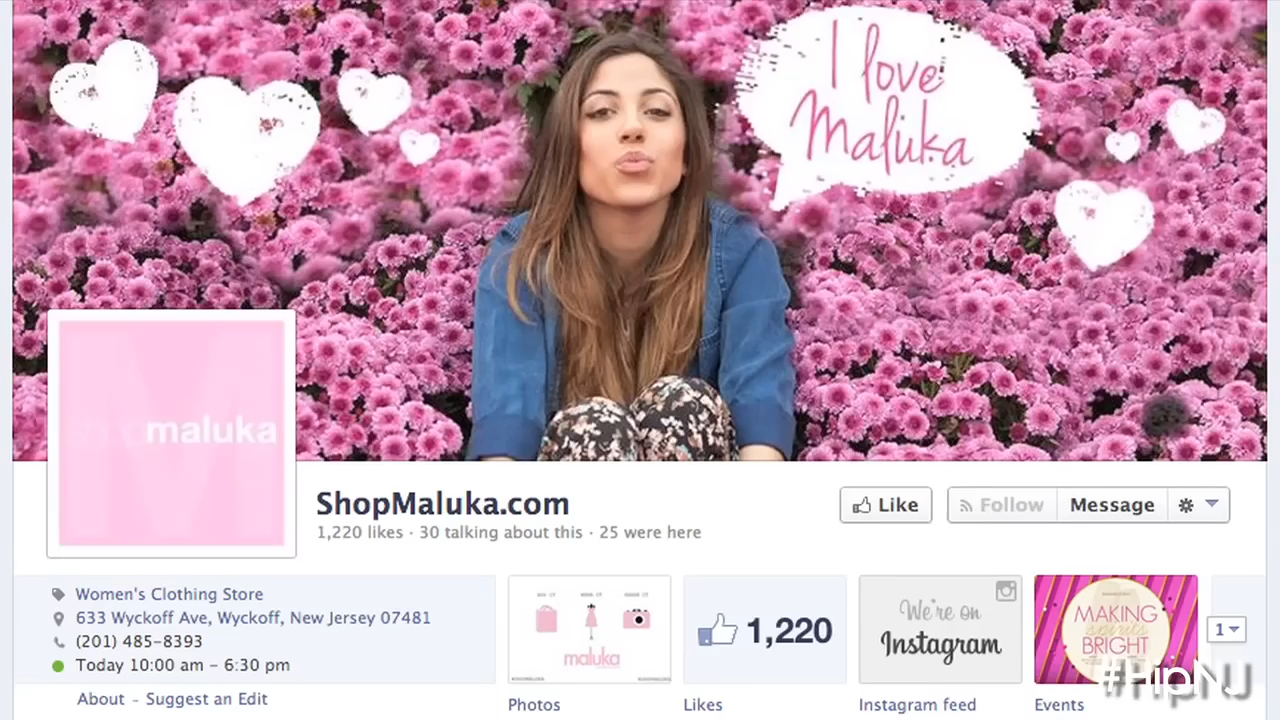 I love
Maluka
maluka
ShopMaluka.com
1,220 likes · 30 talking about this · 25 were here
Like
Follow
Message
Women's Clothing Store
633 Wyckoff Ave, Wyckoff, New Jersey 07481
(201) 485-8393
Today 10:00 am – 6:30 pm
About – Suggest an Edit
maluka
Photos
1,220
Likes
We're on
Instagram
Instagram feed
MAKING
spirits
BRIGHT
Events
1
#HipNJ